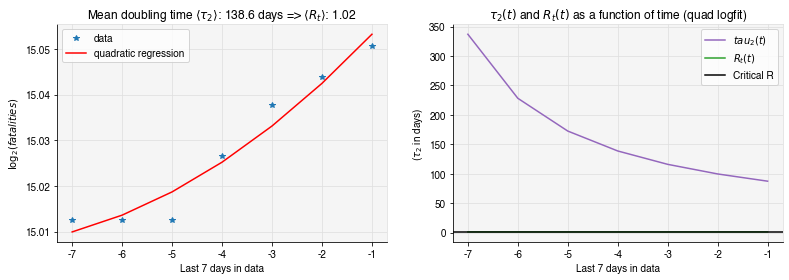 Mean doubling time ⟨τ₂⟩: 138.6 days => ⟨Rₜ⟩: 1.02
data
quadratic regression
log₂(fatalities)
15.05
15.04
15.03
15.02
15.01
-7 -6 -5 -4 -3 -2 -1
Last 7 days in data
τ₂(t) and Rₜ(t) as a function of time (quad logfit)
tau₂(t)
Rₜ(t)
Critical R
(τ₂ in days)
350
300
250
200
150
100
50
0
-7 -6 -5 -4 -3 -2 -1
Last 7 days in data